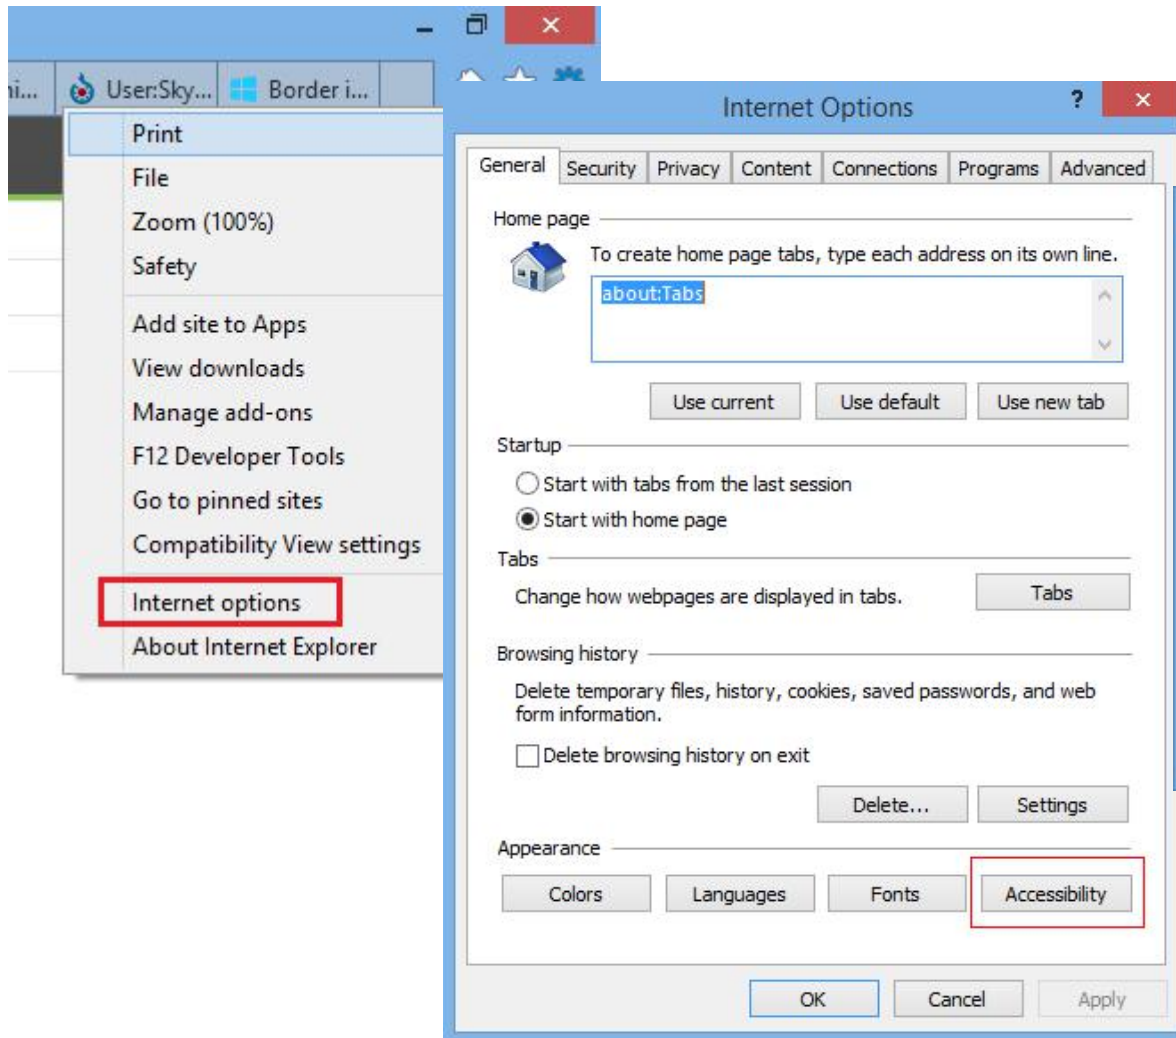 ni...
User:Sky...
Border i...
Print
File
Zoom (100%)
Safety
Add site to Apps
View downloads
Manage add-ons
F12 Developer Tools
Go to pinned sites
Compatibility View settings
Internet options
About Internet Explorer
Internet Options
?
General
Security
Privacy
Content
Connections
Programs
Advanced
Home page
To create home page tabs, type each address on its own line.
about:Tabs
Use current
Use default
Use new tab
Startup
Start with tabs from the last session
Start with home page
Tabs
Change how webpages are displayed in tabs.
Tabs
Browsing history
Delete temporary files, history, cookies, saved passwords, and web
form information.
Delete browsing history on exit
Delete...
Settings
Appearance
Colors
Languages
Fonts
Accessibility
OK
Cancel
Apply